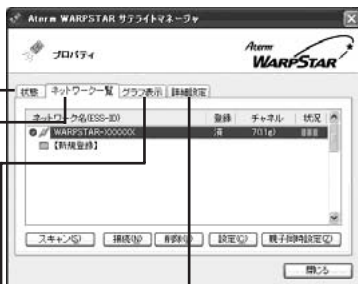 Aterm WARPSTAR サテライトマネージャ
プロパティ
Aterm
WARPSTAR
状態 ネットワーク一覧 グラフ表示 詳細設定
ネットワーク名(ESS-ID) 登録 チャネル 状況
WARPSTAR-XXXXXX 済
【新規登録】
スキャン(S) 接続(N) 削除(D) 設定(C) 親子同時設定(Z)
閉じる